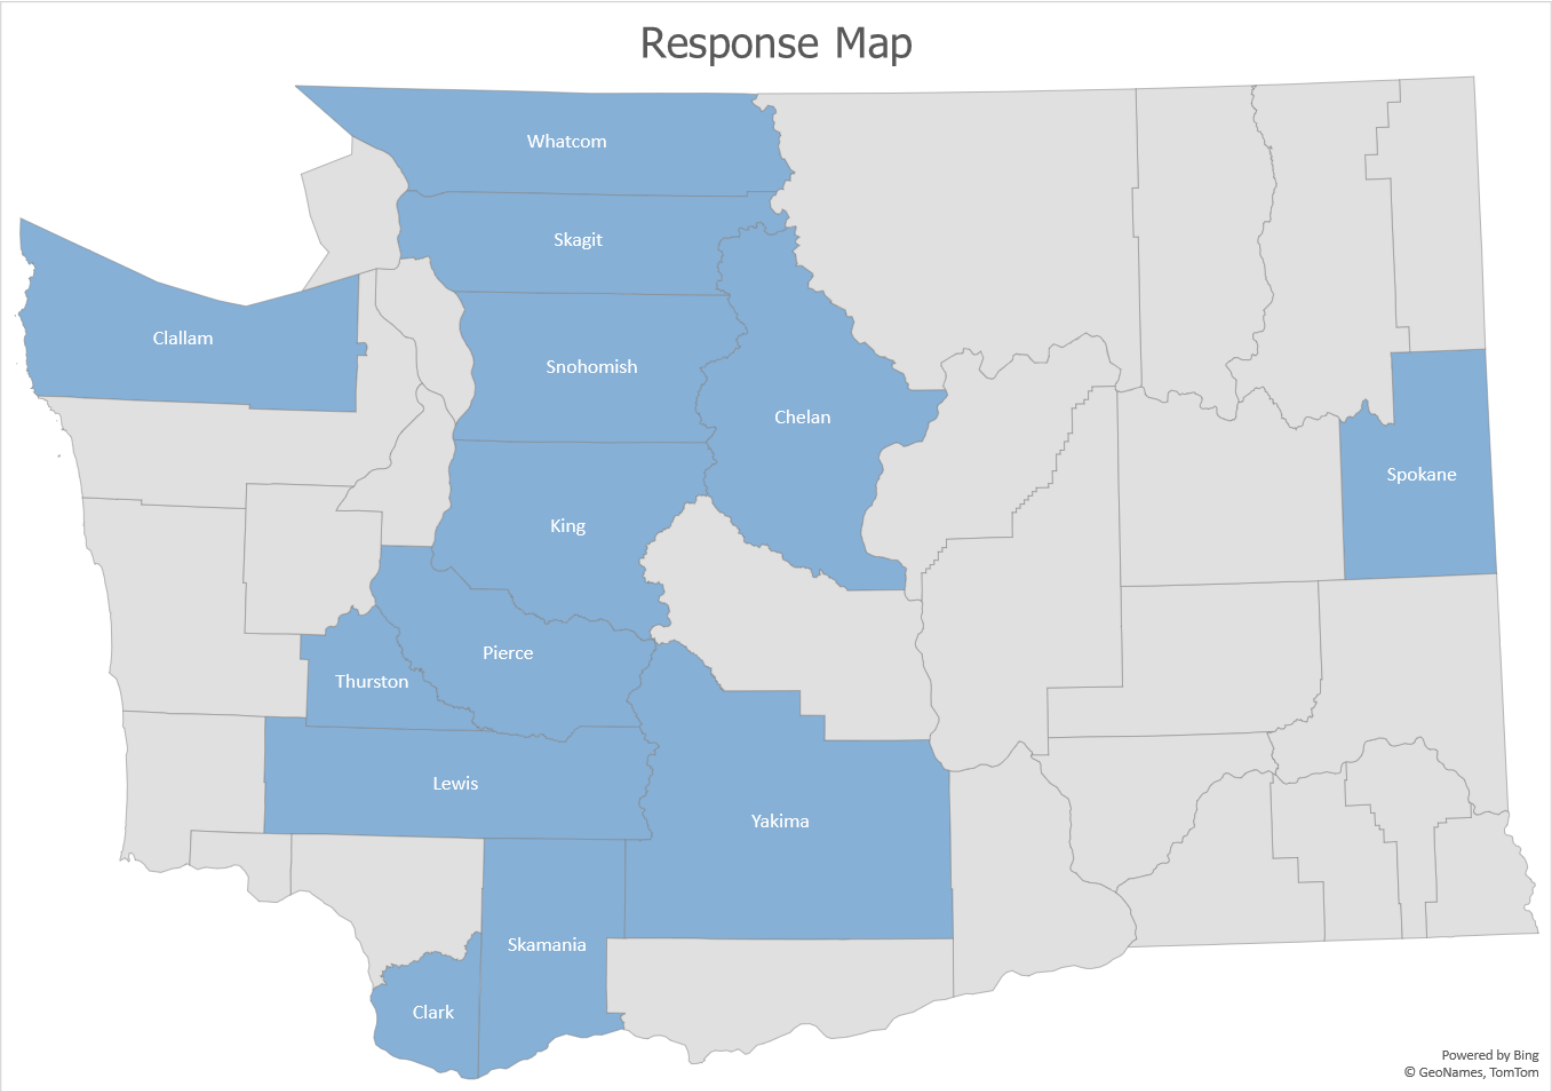 Response Map
Whatcom
Skagit
Clallam
Snohomish
Chelan
Spokane
King
Pierce
Thurston
Lewis
Yakima
Skamania
Clark
Powered by Bing
© GeoNames, TomTom